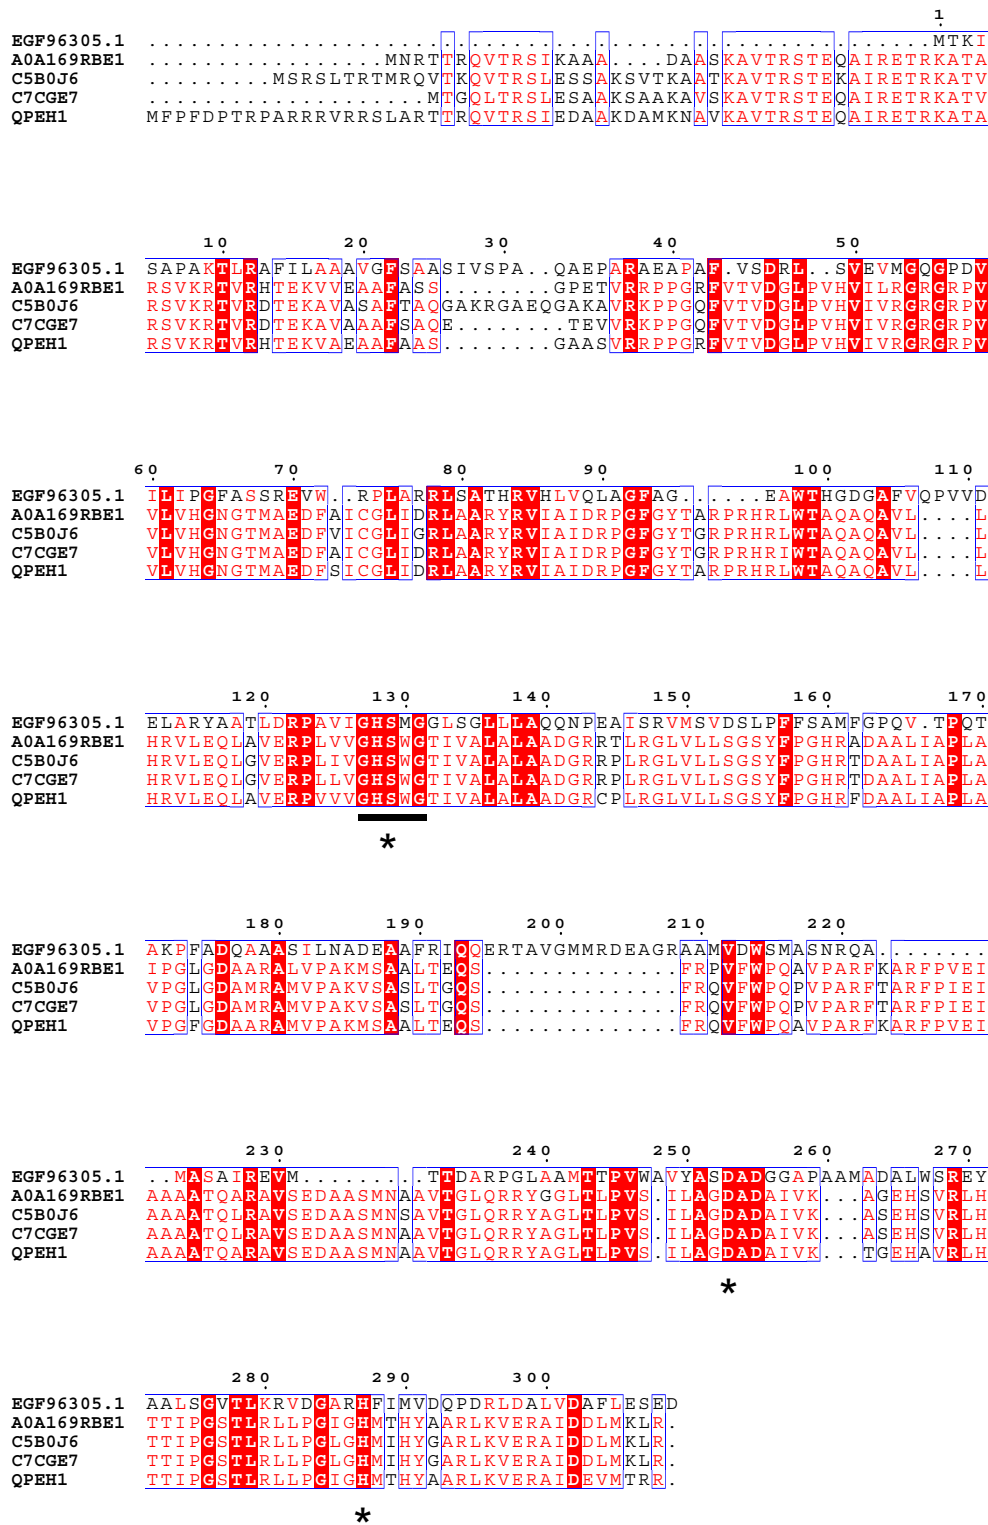 1
EGF96305.1 ........................................................MTKI
A0A169RBE1 .................MNRTTRQVTRSIKAAA....DAASKAVTRSTEQAIRETRKATA
C5B0J6 .........MSRSLTRTMRQVTKQVTRSLESSAKSVTKAATKAVTRSTEKAIRETRKATV
C7CGE7 ....................MTGQLTRSLESAAKSAAKAVSKAVTRSTEQAIRETRKATV
QPEH1 MFPFDPTRPARRRVRRSLARTTRQVTRSIEDAAKDAMKNAVKAVTRSTEQAIRETRKATA
10 20 30 40 50
EGF96305.1 SAPAKTLRAFILAAAVGFSAASIVSPA..QAEPARAEAPAF.VSDRL..SVEVMGQGPDV
A0A169RBE1 RSVKRTVRHTEKVVEAAFASS........GPETVRRPPGRFVTVDGLPVHVILRGRGRPV
C5B0J6 RSVKRTVRDTEKAVASAFTAQGAKRGAEQGAKAVRKPPGQFVTVDGLPVHVIVRGRGRPV
C7CGE7 RSVKRTVRDTEKAVAAAFSAQE........TEVVRKPPGQFVTVDGLPVHVIVRGRGRPV
QPEH1 RSVKRTVRHTEKVAEAAFAAS........GAASVRRPPGRFVTVDGLPVHVIVRGRGRPV
60 70 80 90 100 110
EGF96305.1 ILIPGFASSREVW..RPLARRLSATHRVHLVQLAGFAG.....EAWTHGDGAFVQPVVD
A0A169RBE1 VLVHGNGTMAEDFAICGLIDRLAARYRVIAIDRPGFGYTARPRHRLWTAQAQAVL....L
C5B0J6 VLVHGNGTMAEDFVICGLIGRLAARYRVIAIDRPGFGYTGRPRHRLWTAQAQAVL....L
C7CGE7 VLVHGNGTMAEDFAICGLIDRLAARYRVIAIDRPGFGYTGRPRHRIWTAQAQAVL....L
QPEH1 VLVHGNGTMAEDFSICGLIDRLAARYRVIAIDRPGFGYTARPRHRLWTAQAQAVL....L
120 130 140 150 160 170
EGF96305.1 ELARYAATLDRPAVIGHSMGGLSGLLLAQQNPEAISRVMSVDSLPFFSAMFGPQV.TPQT
A0A169RBE1 HRVLEQLAVERPLVVGHSWGTIVALALAADGRRTLRGLVLLSGSYFPGHRADAALIAPLA
C5B0J6 HRVLEQLGVERPLIVGHSWGTIVALALAADGRRPLRGLVLLSGSYFPGHRTDAALIAPLA
C7CGE7 HRVLEQLGVERPLLVGHSWGTIVALALAADGRRPLRGLVLLSGSYFPGHRTDAALIAPLA
QPEH1 HRVLEQLAVERPVVVGHSWGTIVALALAADGRCPLRGLVLLSGSYFPGHRFDAALIAPLA
*
180 190 200 210 220
EGF96305.1 AKPFADQAAASILNADEAAFRIQQERTAVGMMRDEAGRAAMVDWSMASNRQA........
A0A169RBE1 IPGLGDAARALVPAKMSAALTEQS..............FRPVFWPQAVPARFKARFPVEI
C5B0J6 VPGLGDAMRAMVPAKVSASLTGQS..............FRQVFWPQPVPARFTARFPIEI
C7CGE7 VPGLGDAMRAMVPAKVSASLTGQS..............FRQVFWPQPVPARFTARFPIEI
QPEH1 VPGFGDAARAMVPAKMSAALTEQS..............FRQVFWPQAVPARFKARFPVEI
230 240 250 260 270
EGF96305.1 ..MASAIREVM.........TTDARPGLAAMTTPVWAVYASDADGGAPAAMADALWSREY
A0A169RBE1 AAAATQARAVSEDAASMNAAVTGLQRRYGGLTLPVS.ILAGDADAIVK...AGEHSVRLH
C5B0J6 AAAATQLRAVSEDAASMNSAVTGLQRRYAGLTLPVS.ILAGDADAIVK...ASEHSVRLH
C7CGE7 AAAATQLRAVSEDAASMNAAVTGLQRRYAGLTLPVS.ILAGDADAIVK...ASEHSVRLH
QPEH1 AAAATQARAVSEDAASMNAAVTGLQRRYAGLTLPVS.ILAGDADAIVK...TGEHAVRLH
*
280 290 300
EGF96305.1 AALSGVTLKRVDGARHFIMVDQPDRLDALVDAFLESED
A0A169RBE1 TTIPGSTLRLLPGIGHMTHYAARLKVERAIDDLMKLR.
C5B0J6 TTIPGSTLRLLPGLGHMIHYGARLKVERAIDDLMKLR.
C7CGE7 TTIPGSTLRLLPGLGHMIHYGARLKVERAIDDLMKLR.
QPEH1 TTIPGSTLRLLPGIGHMTHYAARLKVERAIDEVMTRR.
*